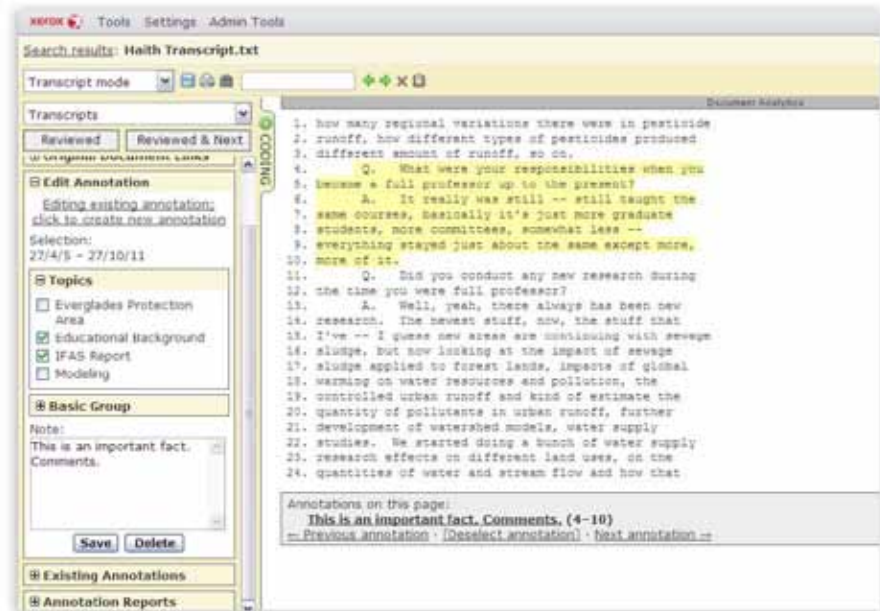 xerox Tools Settings Admin Tools
Search results: Haith Transcript.txt
Transcript mode
Transcripts
Reviewed Reviewed & Next
Original Document Links
Edit Annotation
Editing existing annotation;
click to create new annotation
Selection:
27/4/5 - 27/10/11
Topics
Everglades Protection
Area
Educational Background
IFAS Report
Modeling
Basic Group
Note:
This is an important fact.
Comments.
Save Delete
Existing Annotations
Annotation Reports
CODING
Document Analytics
1. how many regional variations there were in pesticide
2. runoff, how different types of pesticides produced
3. different amount of runoff, so on.
4. Q. What were your responsibilities when you
5. became a full professor up to the present?
6. A. It really was still -- still taught the
7. same courses, basically it's just more graduate
8. students, more committees, somewhat less --
9. everything stayed just about the same except more,
10. more of it.
11. Q. Did you conduct any new research during
12. the time you were full professor?
13. A. Well, yeah, there always has been new
14. research. The newest stuff, now, the stuff that
15. I've -- I guess new areas are continuing with sewage
16. sludge, but now looking at the impact of sewage
17. sludge applied to forest lands, impacts of global
18. warming on water resources and pollution, the
19. controlled urban runoff and kind of estimate the
20. quantity of pollutants in urban runoff, further
21. development of watershed models, water supply
22. studies. We started doing a bunch of water supply
23. research effects on different land uses, on the
24. quantities of water and stream flow and how that
Annotations on this page:
This is an important fact. Comments. (4-10)
← Previous annotation · [Deselect annotation] · Next annotation →